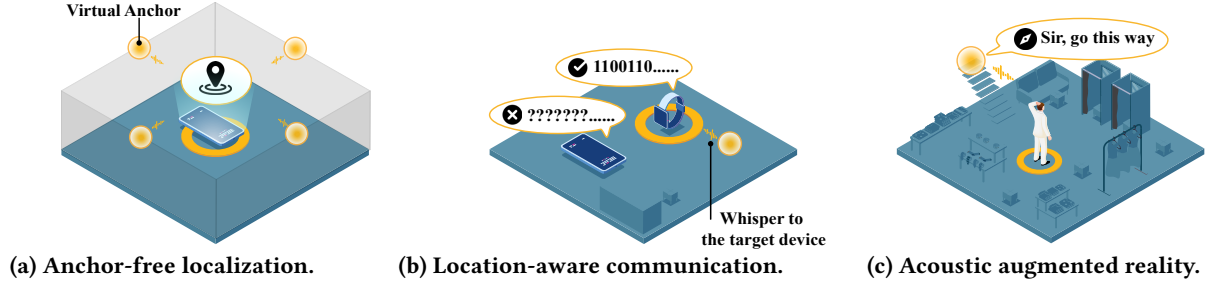 Virtual Anchor
1100110......
???????......
Whisper to
the target device
Sir, go this way
(a) Anchor-free localization.
(b) Location-aware communication.
(c) Acoustic augmented reality.